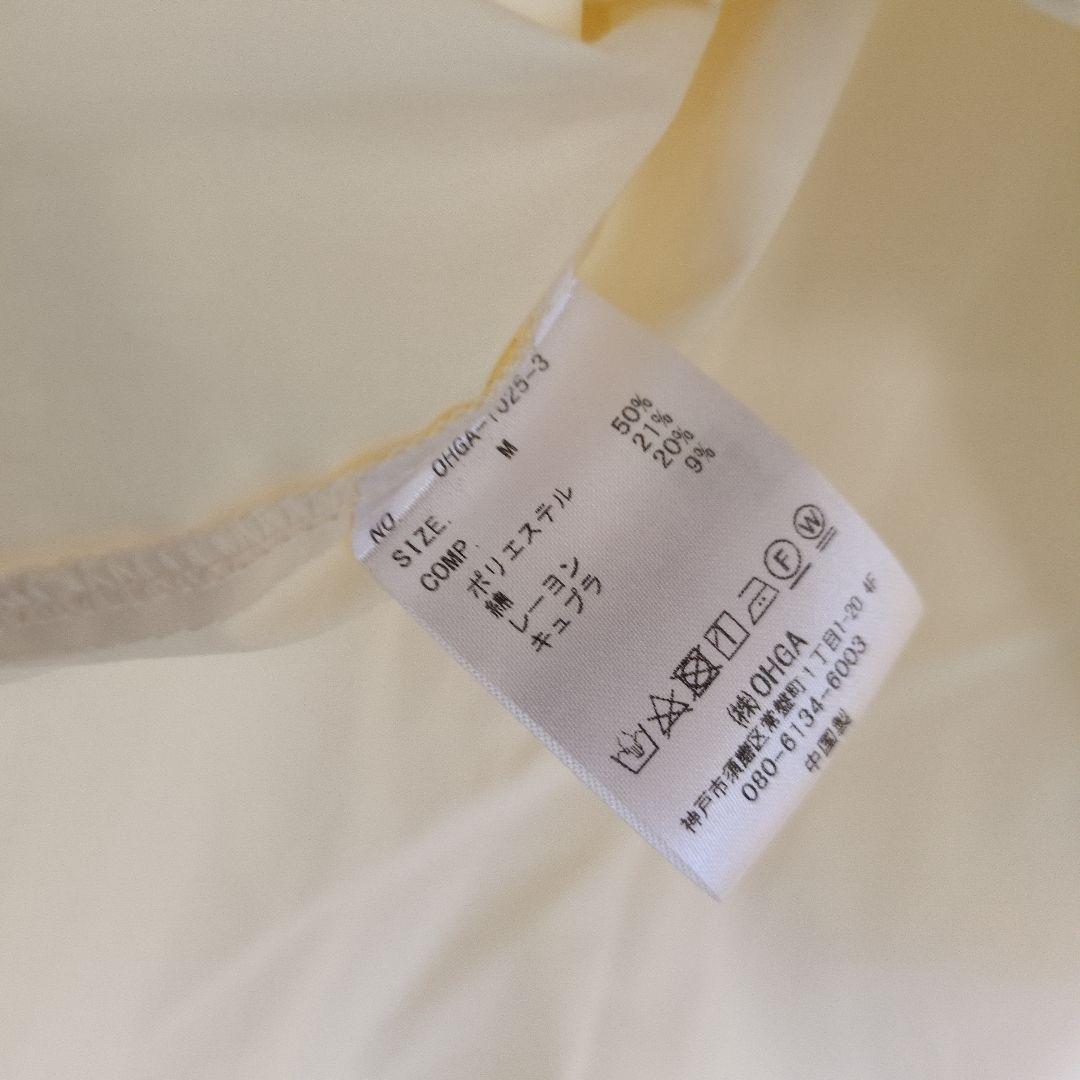 NO. OHGA-1025-3
SIZE. M
COMP.
ポリエステル 50%
綿 21%
レーヨン 20%
キュプラ 9%
F W
(株)OHGA
神戸市須磨区常盤町1丁目1-20 4F
080-6134-6003
中国製